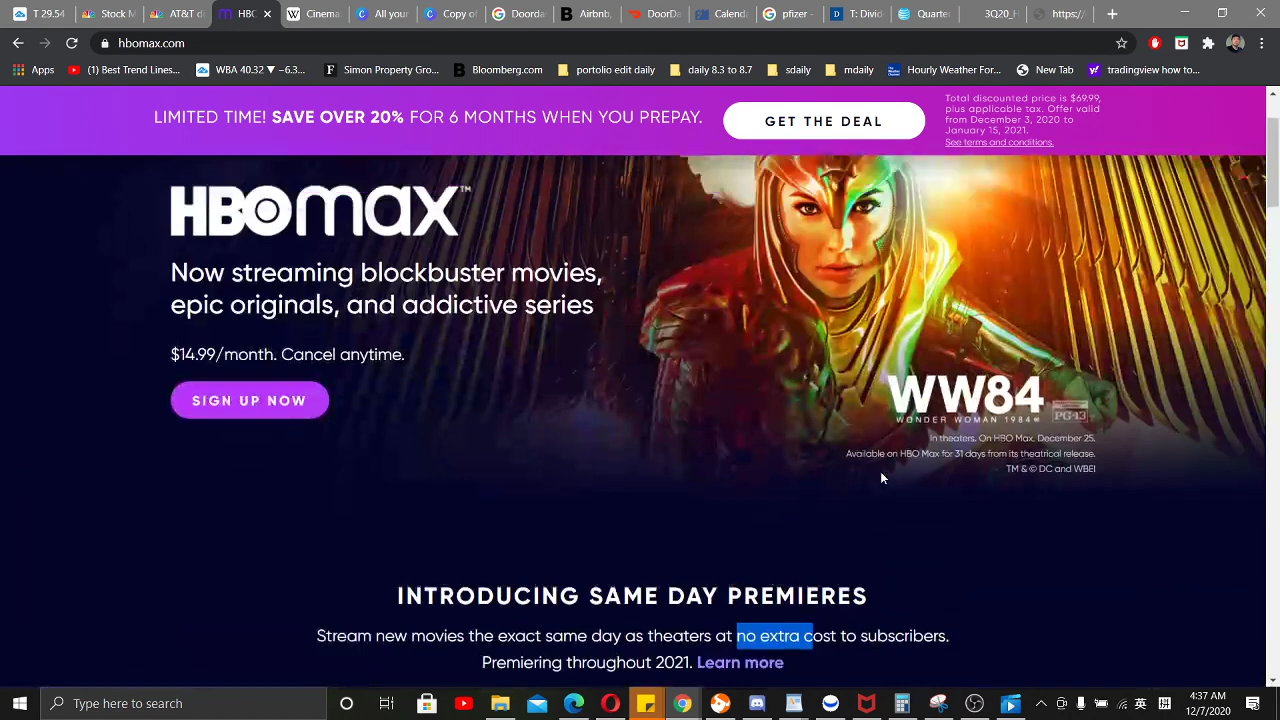 T 29.54
Stock M
AT&T di
HBO
Cinema
All your
Copy of
Doorda
Airbnb,
DoorDa
Calenda
pfizer -
T: Divid
Quarter
3Q20_H
https://
hbomax.com
Apps
(1) Best Trend Lines...
WBA 40.32 ▼ −6.3...
Simon Property Gro...
Bloomberg.com
portolio edit daily
daily 8.3 to 8.7
sdaily
mdaily
Hourly Weather For...
New Tab
tradingview how to...
LIMITED TIME! SAVE OVER 20% FOR 6 MONTHS WHEN YOU PREPAY.
GET THE DEAL
Total discounted price is $69.99,
plus applicable tax. Offer valid
from December 3, 2020 to
January 15, 2021.
See terms and conditions.
HBOmax™
Now streaming blockbuster movies,
epic originals, and addictive series
$14.99/month. Cancel anytime.
SIGN UP NOW
WW84
WONDER WOMAN 1984
PG-13
In theaters. On HBO Max. December 25.
Available on HBO Max for 31 days from its theatrical release.
TM & © DC and WBEI
INTRODUCING SAME DAY PREMIERES
Stream new movies the exact same day as theaters at no extra cost to subscribers.
Premiering throughout 2021. Learn more
Type here to search
4:37 AM
12/7/2020